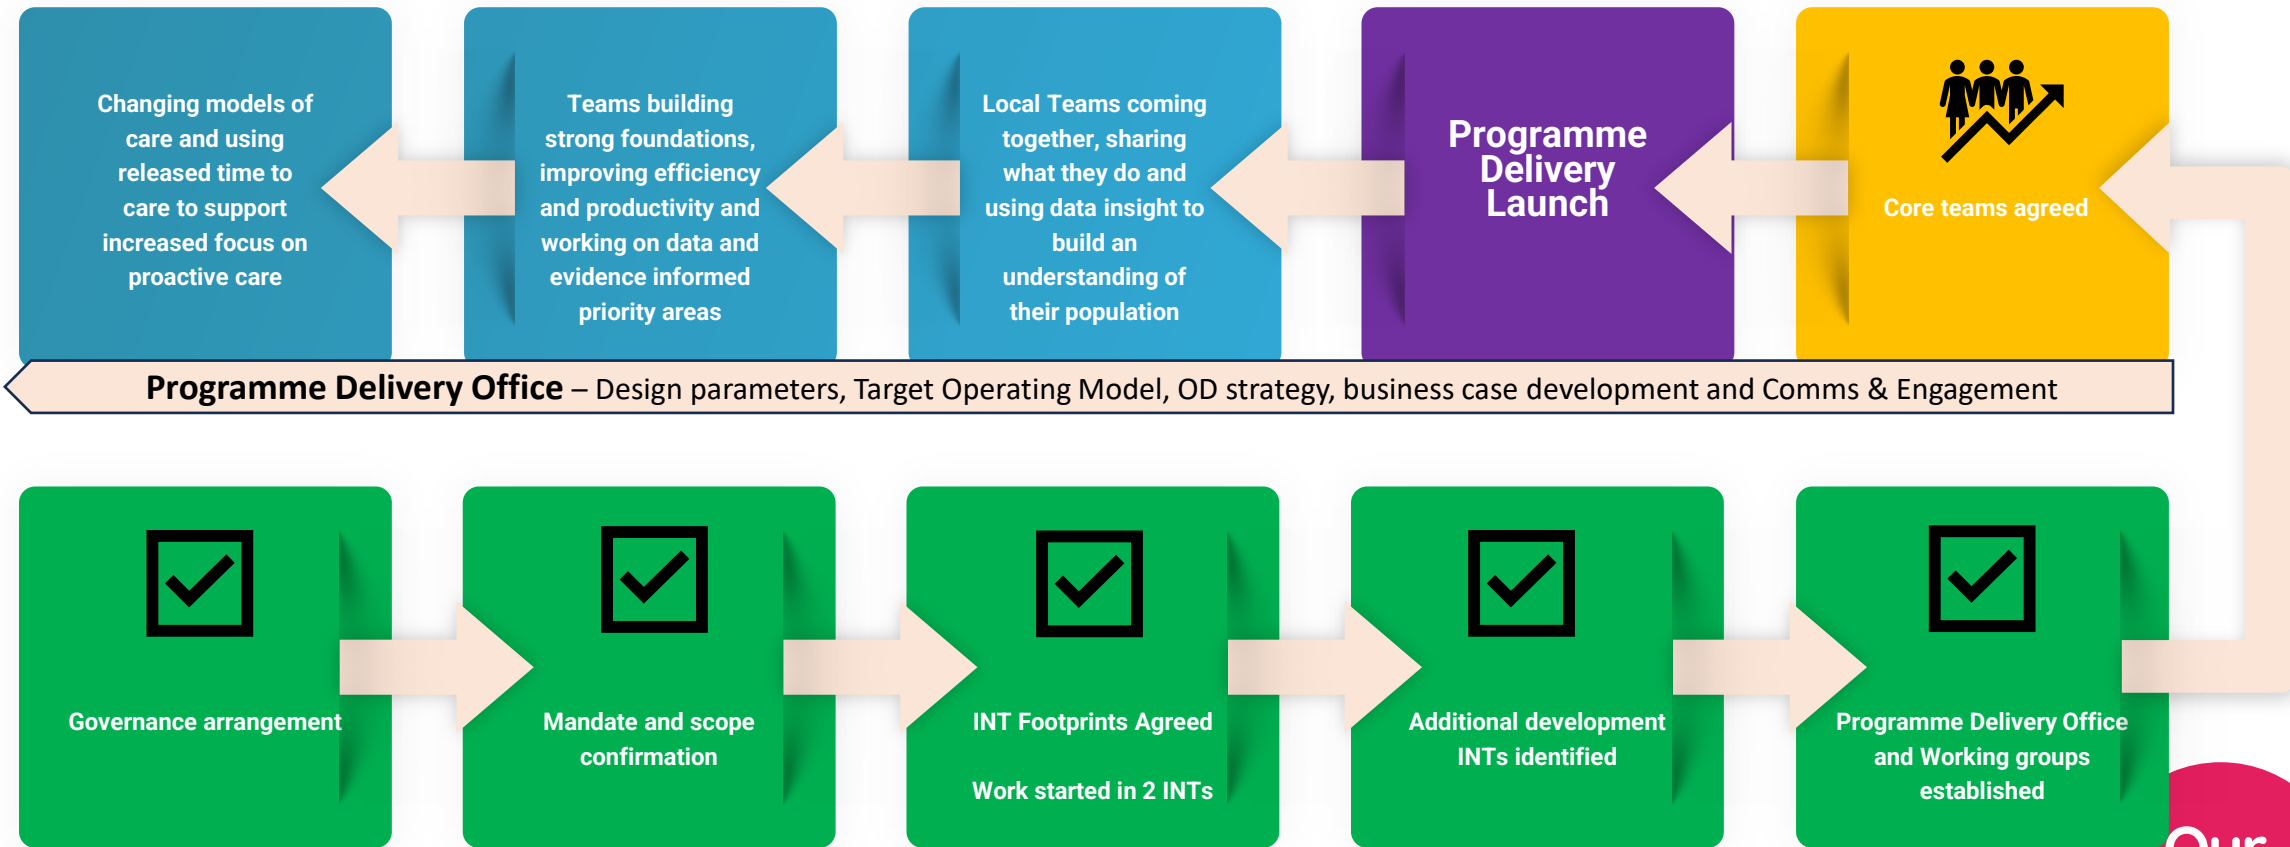 Changing models of
care and using
released time to
care to support
increased focus on
proactive care
Teams building
strong foundations,
improving efficiency
and productivity and
working on data and
evidence informed
priority areas
Local Teams coming
together, sharing
what they do and
using data insight to
build an
understanding of
their population
Programme
Delivery
Launch
Core teams agreed
Programme Delivery Office – Design parameters, Target Operating Model, OD strategy, business case development and Comms & Engagement
Governance arrangement
Mandate and scope
confirmation
INT Footprints Agreed
Work started in 2 INTs
Additional development
INTs identified
Programme Delivery Office
and Working groups
established
Our